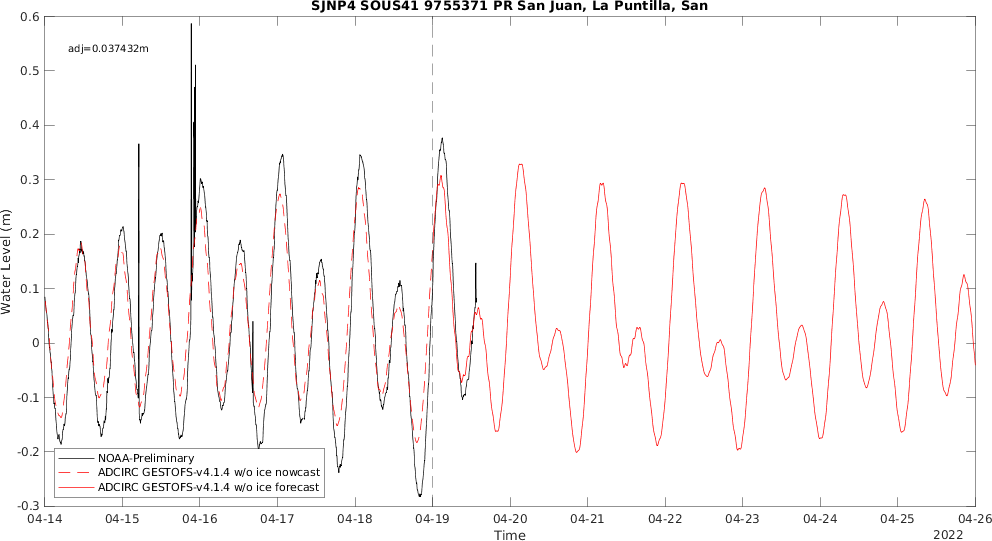 SJNP4 SOUS41 9755371 PR San Juan, La Puntilla, San
adj=0.037432m
Water Level (m)
0.6
0.5
0.4
0.3
0.2
0.1
0
-0.1
-0.2
-0.3
NOAA-Preliminary
ADCIRC GESTOFS-v4.1.4 w/o ice nowcast
ADCIRC GESTOFS-v4.1.4 w/o ice forecast
04-14 04-15 04-16 04-17 04-18 04-19 04-20 04-21 04-22 04-23 04-24 04-25 04-26
Time
2022